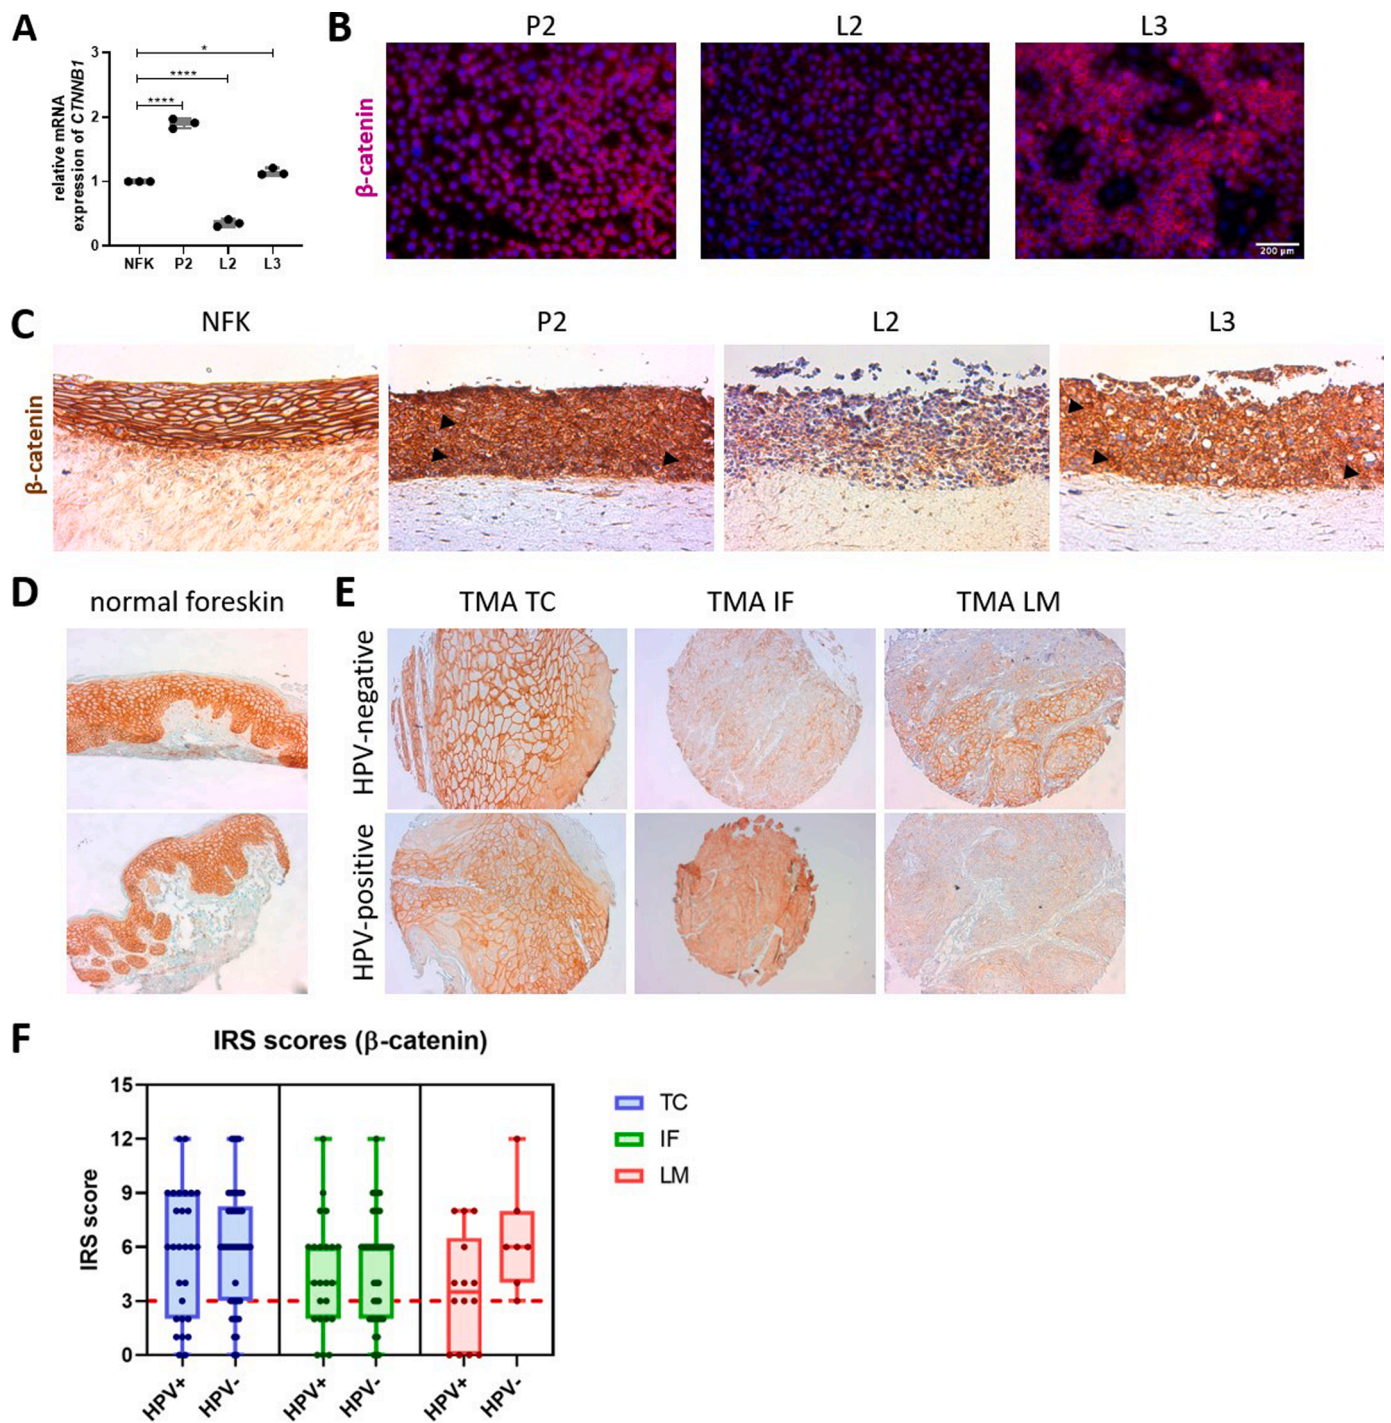 A
relative mRNA
expression of CTNNB1
3
2
1
0
*
****
****
NFK P2 L2 L3
B
P2 L2 L3
β-catenin
200 µm
C
NFK P2 L2 L3
β-catenin
D
normal foreskin
E
TMA TC TMA IF TMA LM
HPV-negative
HPV-positive
F
IRS scores (β-catenin)
IRS score
15
12
9
6
3
0
HPV+ HPV- HPV+ HPV- HPV+ HPV-
TC
IF
LM